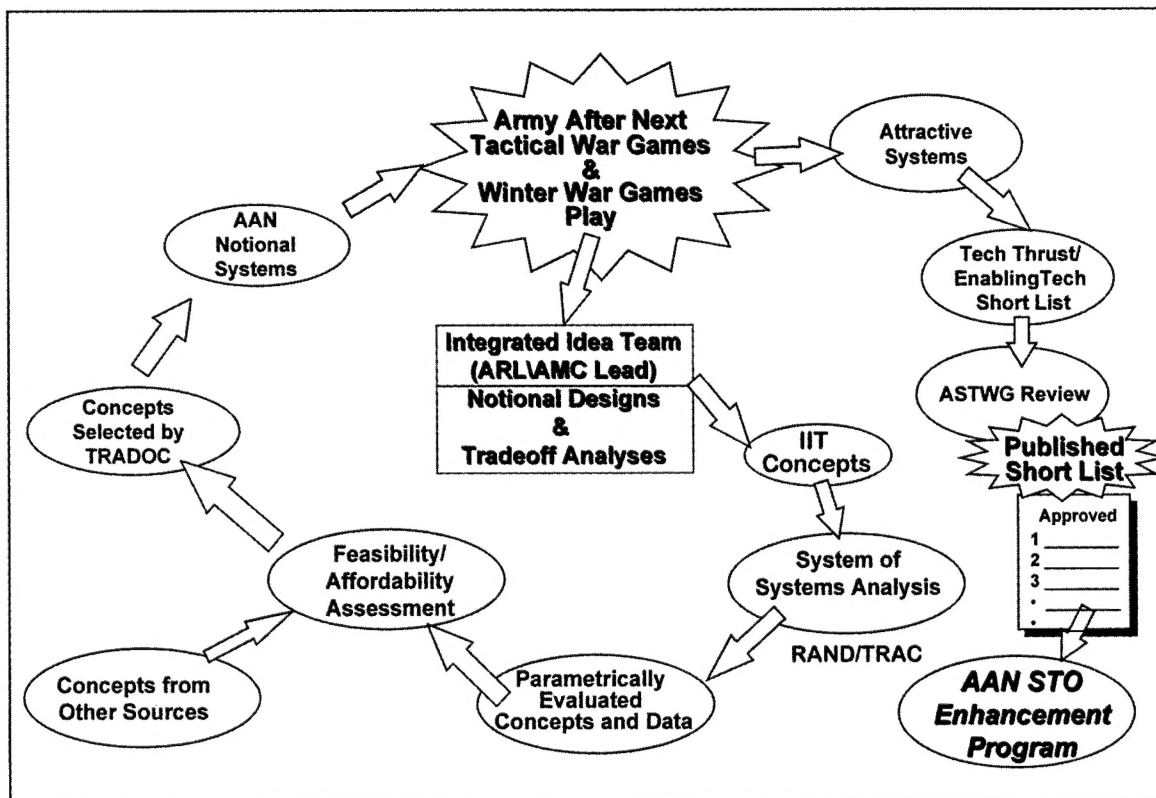 Army After Next
Tactical War Games
&
Winter War Games
Play
Attractive
Systems
AAN
Notional
Systems
Tech Thrust/
EnablingTech
Short List
Integrated Idea Team
(ARL\AMC Lead)
Notional Designs
&
Tradeoff Analyses
ASTWG Review
Published
Short List
Concepts
Selected by
TRADOC
IIT
Concepts
Approved
1
2
3
.
.
Feasibility/
Affordability
Assessment
System of
Systems Analysis
RAND/TRAC
Concepts from
Other Sources
Parametrically
Evaluated
Concepts and Data
AAN STO
Enhancement
Program